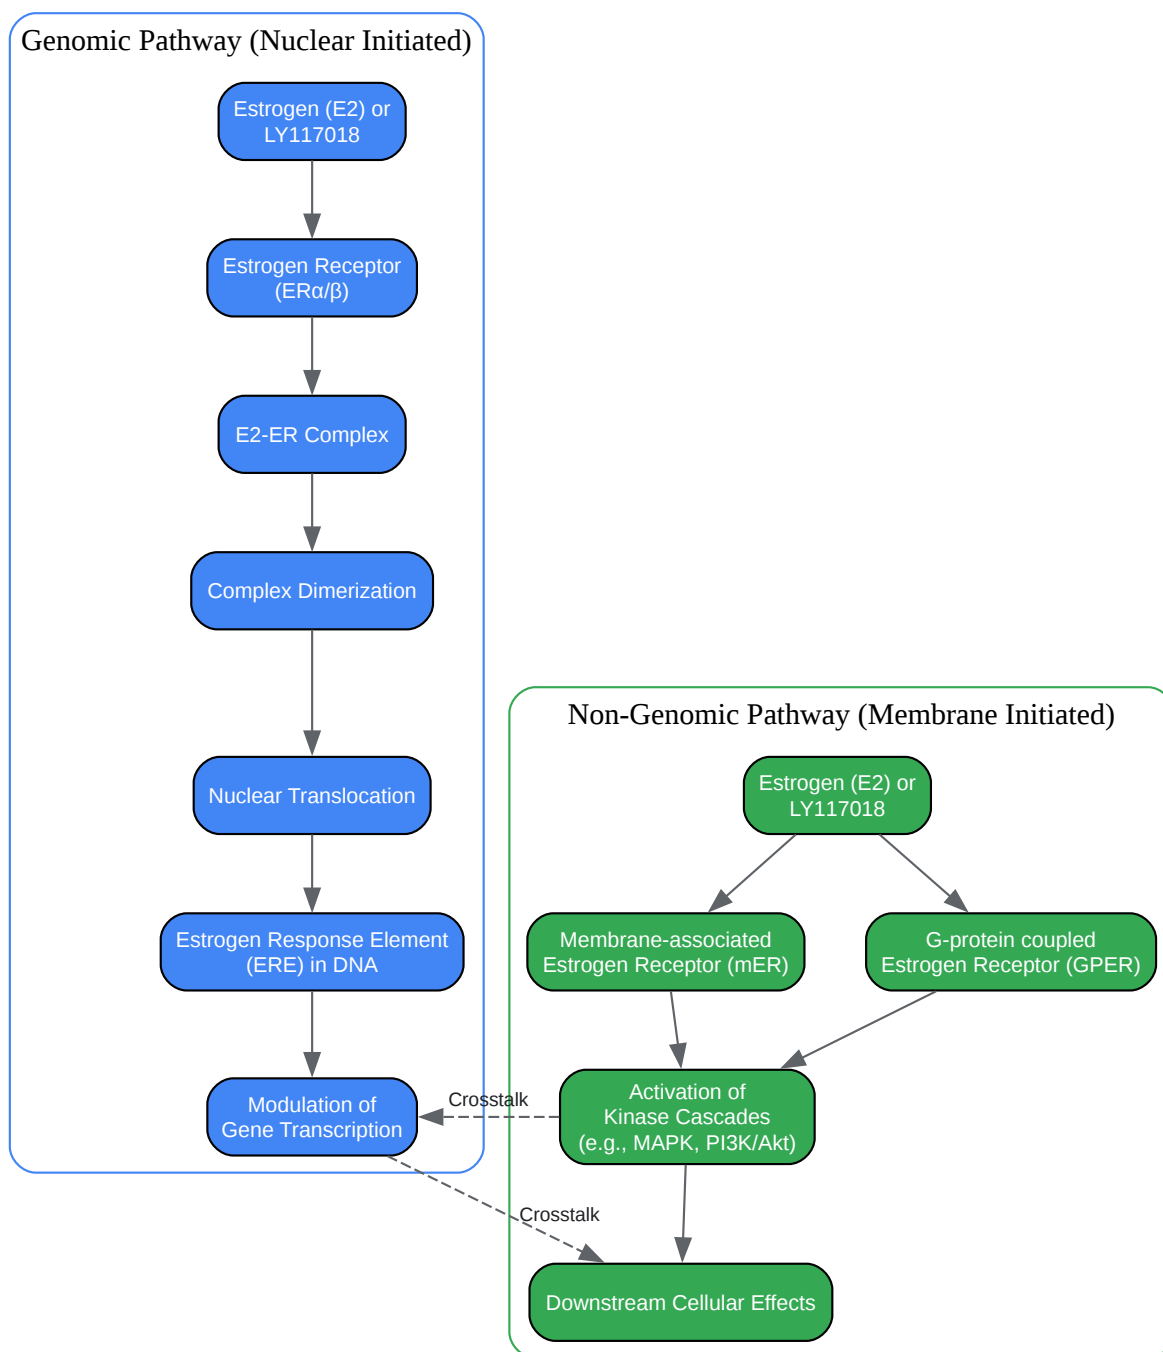 Genomic Pathway (Nuclear Initiated)
Estrogen (E2) or
LY117018
Estrogen Receptor
(ERα/β)
E2-ER Complex
Complex Dimerization
Nuclear Translocation
Estrogen Response Element
(ERE) in DNA
Modulation of
Gene Transcription
Non-Genomic Pathway (Membrane Initiated)
Estrogen (E2) or
LY117018
Membrane-associated
Estrogen Receptor (mER)
G-protein coupled
Estrogen Receptor (GPER)
Activation of
Kinase Cascades
(e.g., MAPK, PI3K/Akt)
Crosstalk
Crosstalk
Downstream Cellular Effects